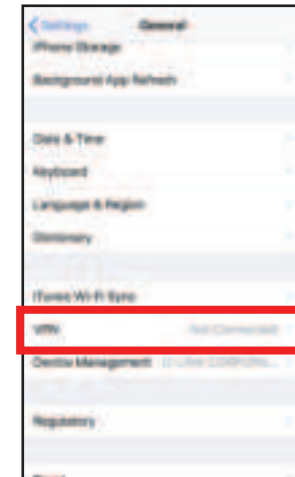 Settings General
iPhone Storage
Background App Refresh
Date & Time
Keyboard
Language & Region
Dictionary
iTunes Wi-Fi Sync
VPN Not Connected
Device Management
Regulatory